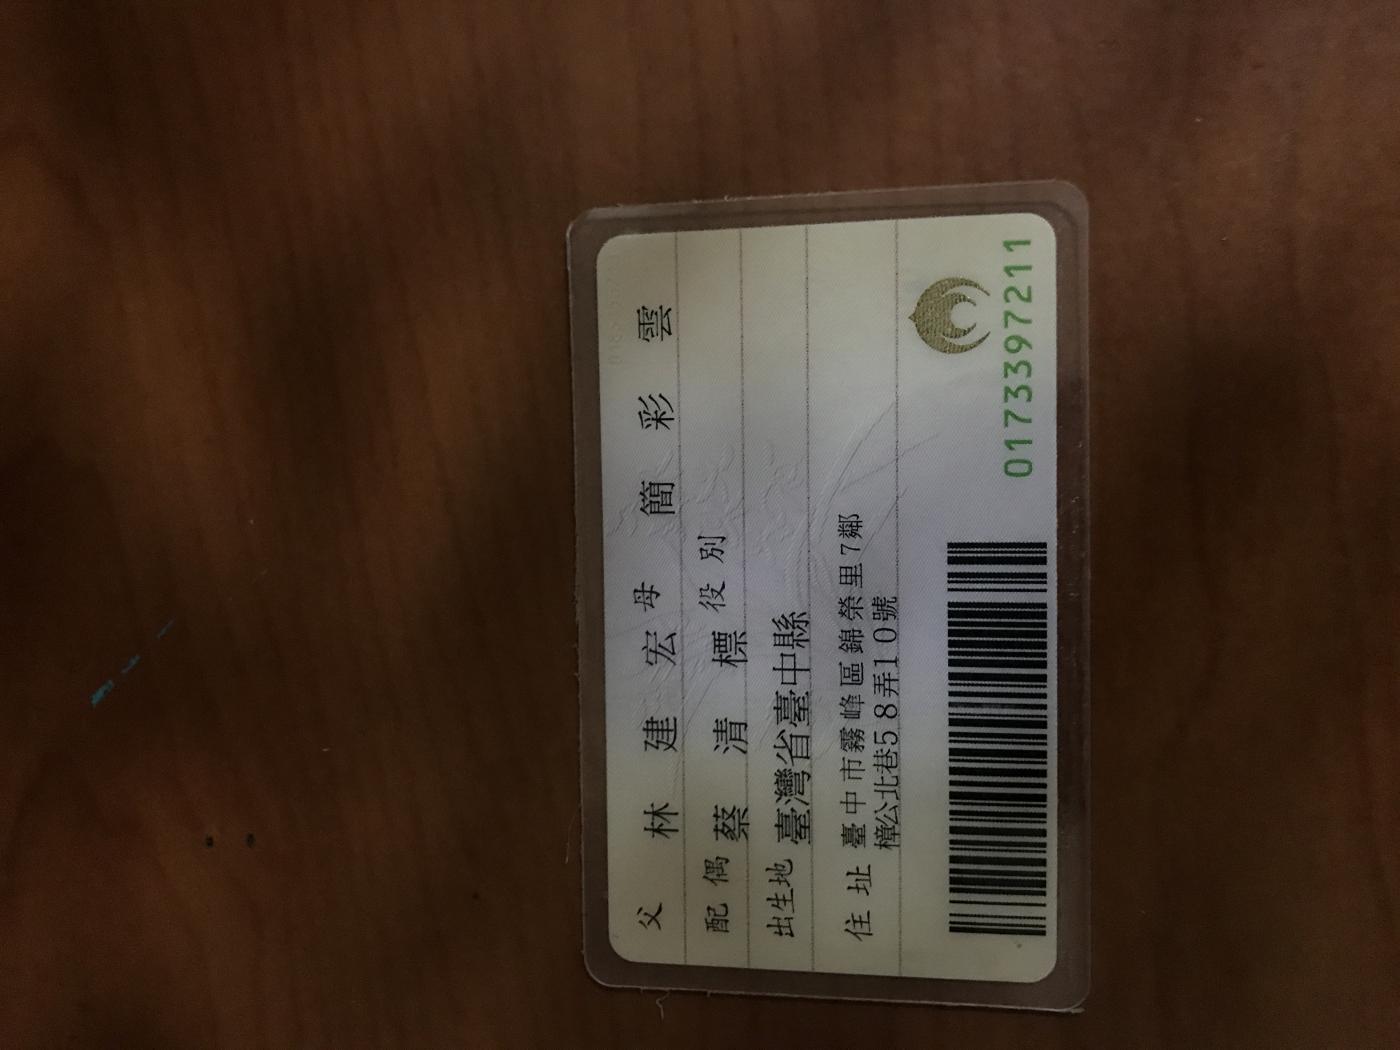 父 林建宏 母 簡彩雲
配偶 蔡清標 役別
出生地 臺灣省臺中縣
住址 臺中市霧峰區錦榮里7鄰
樟公北巷58弄10號
0173397211